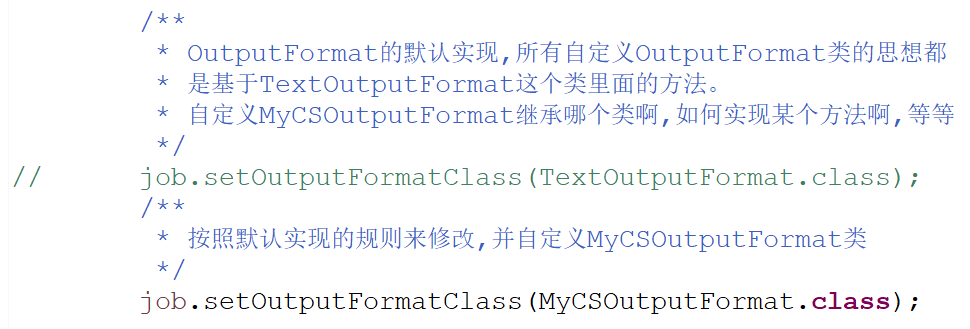 /**
 * OutputFormat的默认实现,所有自定义OutputFormat类的思想都
 * 是基于TextOutputFormat这个类里面的方法。
 * 自定义MyCSOutputFormat继承哪个类啊,如何实现某个方法啊,等等
 */
//      job.setOutputFormatClass(TextOutputFormat.class);
/**
 * 按照默认实现的规则来修改,并自定义MyCSOutputFormat类
 */
job.setOutputFormatClass(MyCSOutputFormat.class);